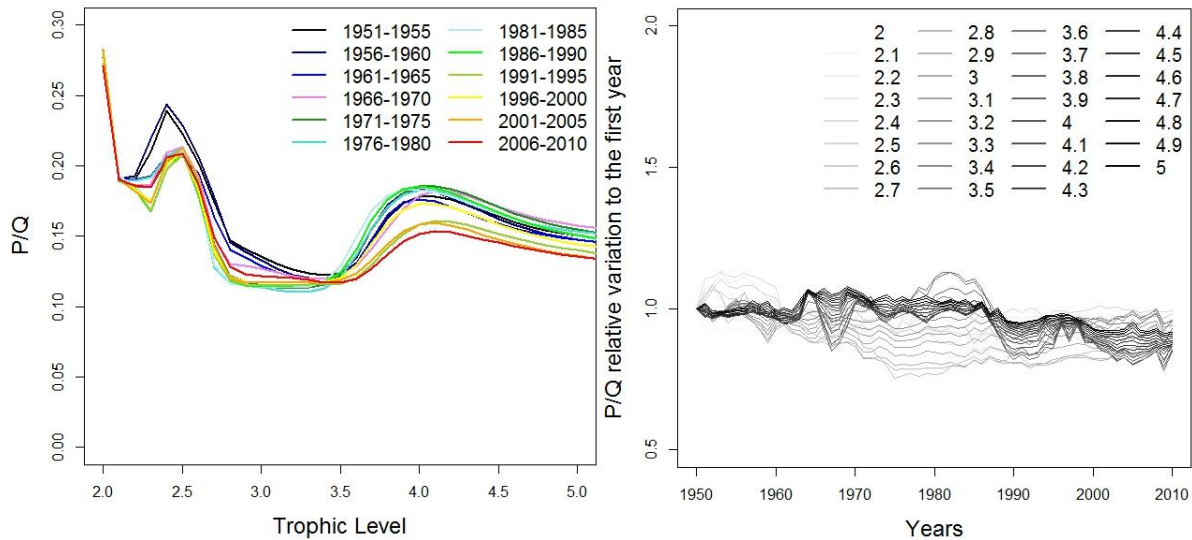 P/Q
0.30
0.25
0.20
0.15
0.10
0.05
0.00
1951-1955 1981-1985
1956-1960 1986-1990
1961-1965 1991-1995
1966-1970 1996-2000
1971-1975 2001-2005
1976-1980 2006-2010
2.0 2.5 3.0 3.5 4.0 4.5 5.0
Trophic Level
P/Q relative variation to the first year
2.0
1.5
1.0
0.5
2 2.8 3.6 4.4
2.1 2.9 3.7 4.5
2.2 3 3.8 4.6
2.3 3.1 3.9 4.7
2.4 3.2 4 4.8
2.5 3.3 4.1 4.9
2.6 3.4 4.2 5
2.7 3.5 4.3
1950 1960 1970 1980 1990 2000 2010
Years